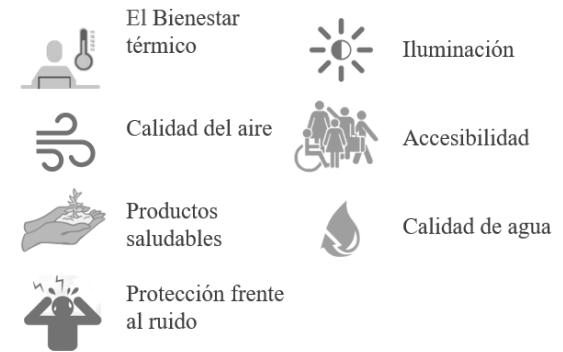 El Bienestar
térmico
Iluminación
Calidad del aire
Accesibilidad
Productos
saludables
Calidad de agua
Protección frente
al ruido